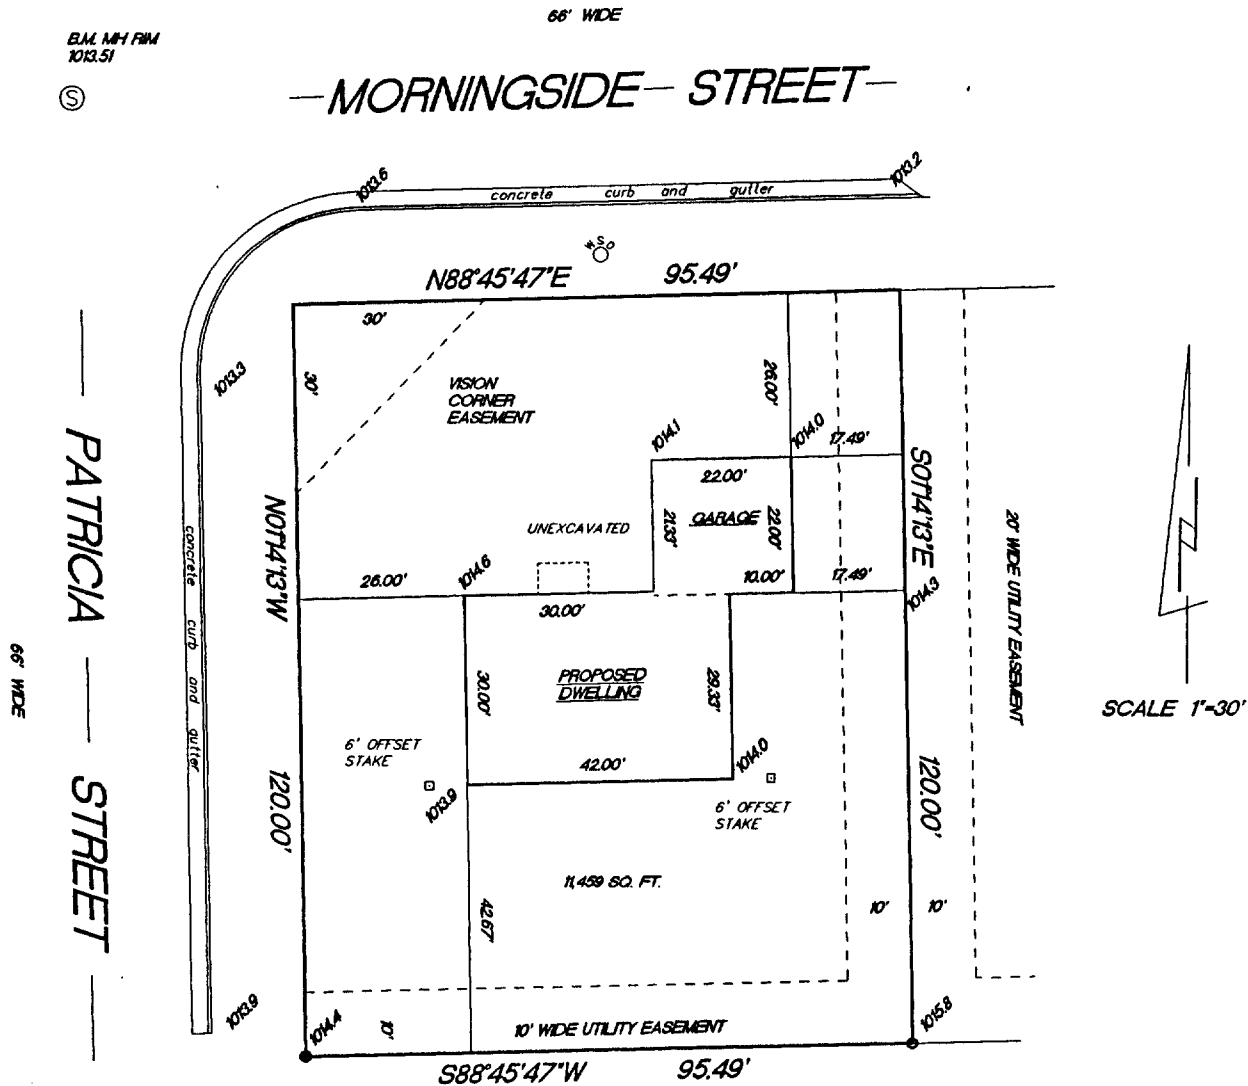 66' WIDE
B.M. MH RIM
1013.51
S
MORNINGSIDE STREET
1013.6
1013.2
concrete curb and gutter
W S D
N88°45'47"E 95.49'
30'
30'
1013.3
VISION
CORNER
EASEMENT
26.00'
1014.1
1014.0
17.49'
22.00'
GARAGE
21.33'
22.00'
UNEXCAVATED
10.00'
17.49'
1014.3
26.00'
1014.6
30.00'
N01°14'13"W
S01°14'13"E
PATRICIA STREET
66' WIDE
concrete curb and gutter
20' WIDE UTILITY EASEMENT
SCALE 1"=30'
PROPOSED
DWELLING
30.00'
29.33'
42.00'
1014.0
6' OFFSET
STAKE
1013.9
6' OFFSET
STAKE
120.00'
120.00'
11,459 SQ. FT.
42.67'
10'
10'
1013.9
1014.4
10'
10' WIDE UTILITY EASEMENT
1015.8
S88°45'47"W 95.49'